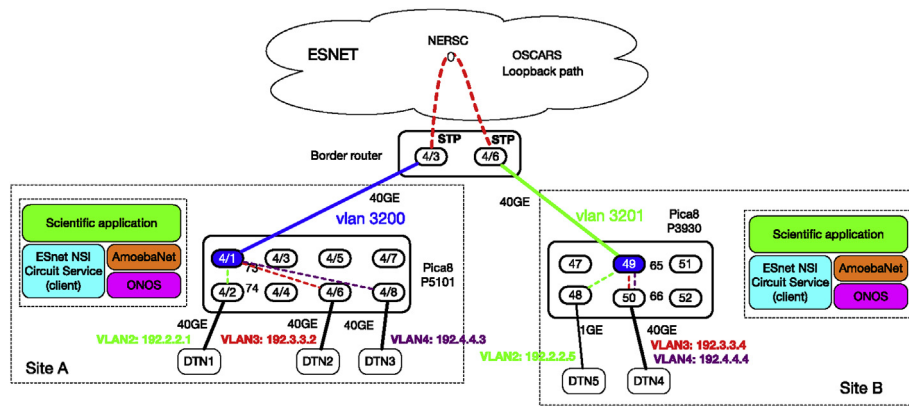 ESNET
NERSC
OSCARS
Loopback path
STP
STP
Border router
4/3
4/6
40GE
40GE
vlan 3200
vlan 3201
Scientific application
ESnet NSI
Circuit Service
(client)
AmoebaNet
ONOS
4/1
4/3
4/5
4/7
73
74
4/2
4/4
4/6
4/8
Pica8
P5101
40GE
40GE
40GE
VLAN2: 192.2.2.1
VLAN3: 192.3.3.2
VLAN4: 192.4.4.3
DTN1
DTN2
DTN3
Site A
Pica8
P3930
47
49
65
51
48
50
66
52
1GE
40GE
VLAN2: 192.2.2.5
VLAN3: 192.3.3.4
VLAN4: 192.4.4.4
DTN5
DTN4
Scientific application
ESnet NSI
Circuit Service
(client)
AmoebaNet
ONOS
Site B